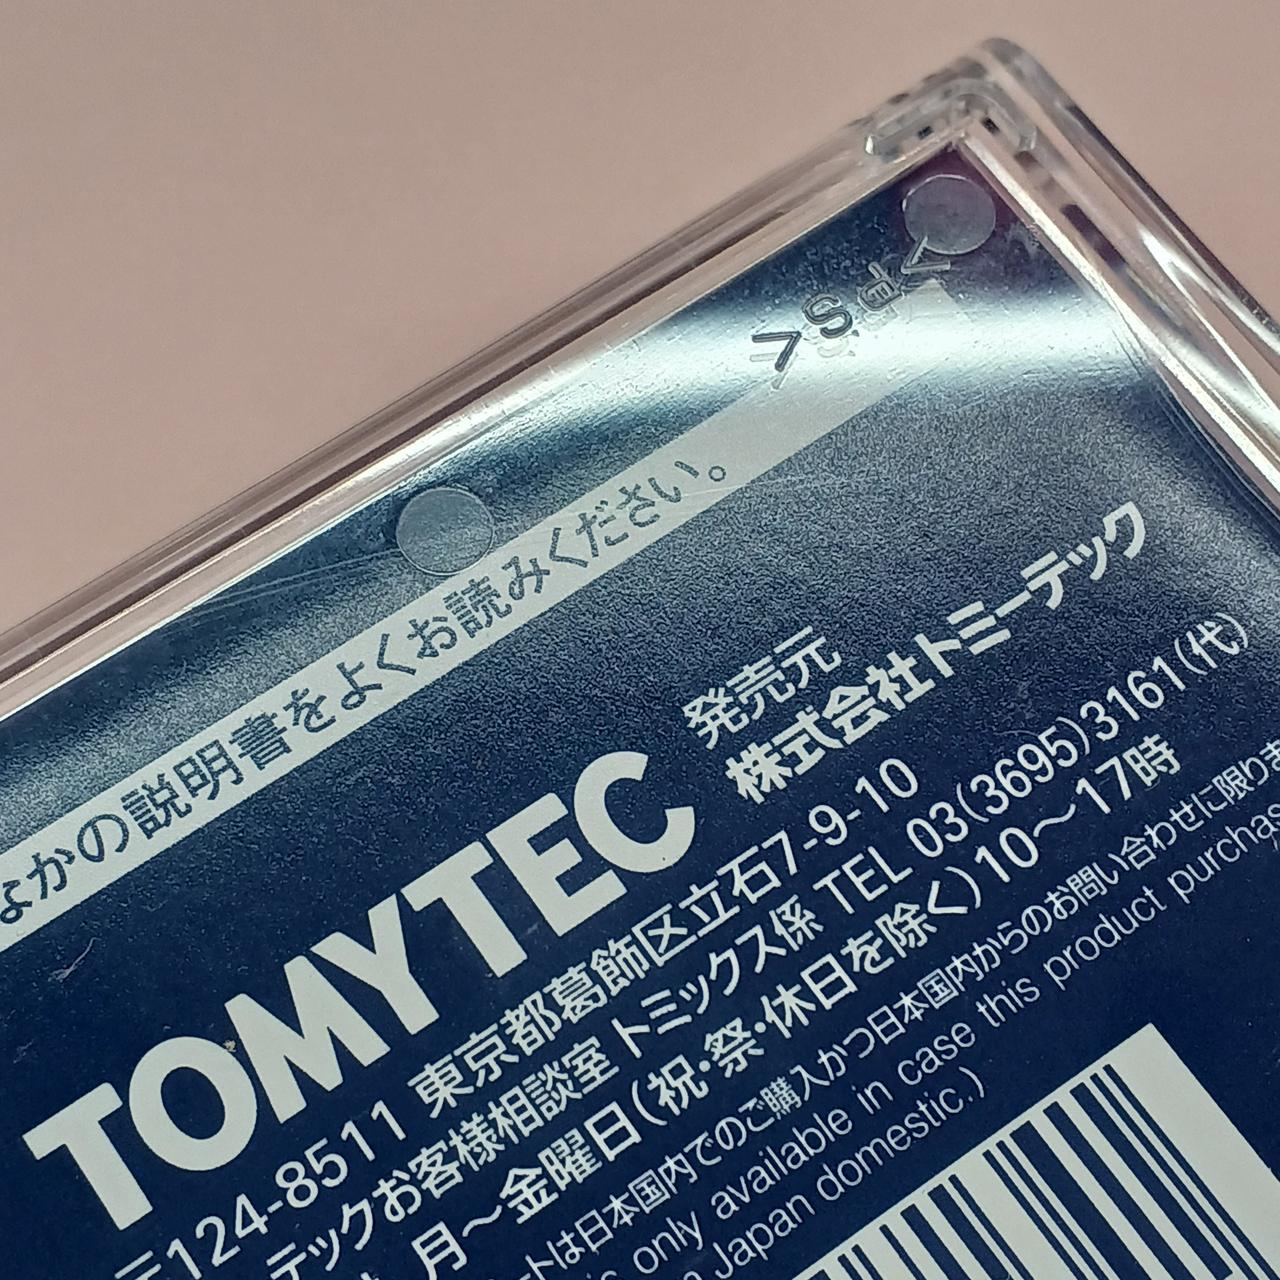 >PS<
なかの説明書をよくお読みください。
発売元
TOMYTEC 株式会社トミーテック
〒124-8511 東京都葛飾区立石7-9-10
テックお客様相談室 トミックス係 TEL 03(3695)3161(代)
月～金曜日(祝・祭・休日を除く)10～17時
ートは日本国内でのご購入かつ日本国内からのお問い合わせに限りま
only available in case this product purchas
Japan domestic.)